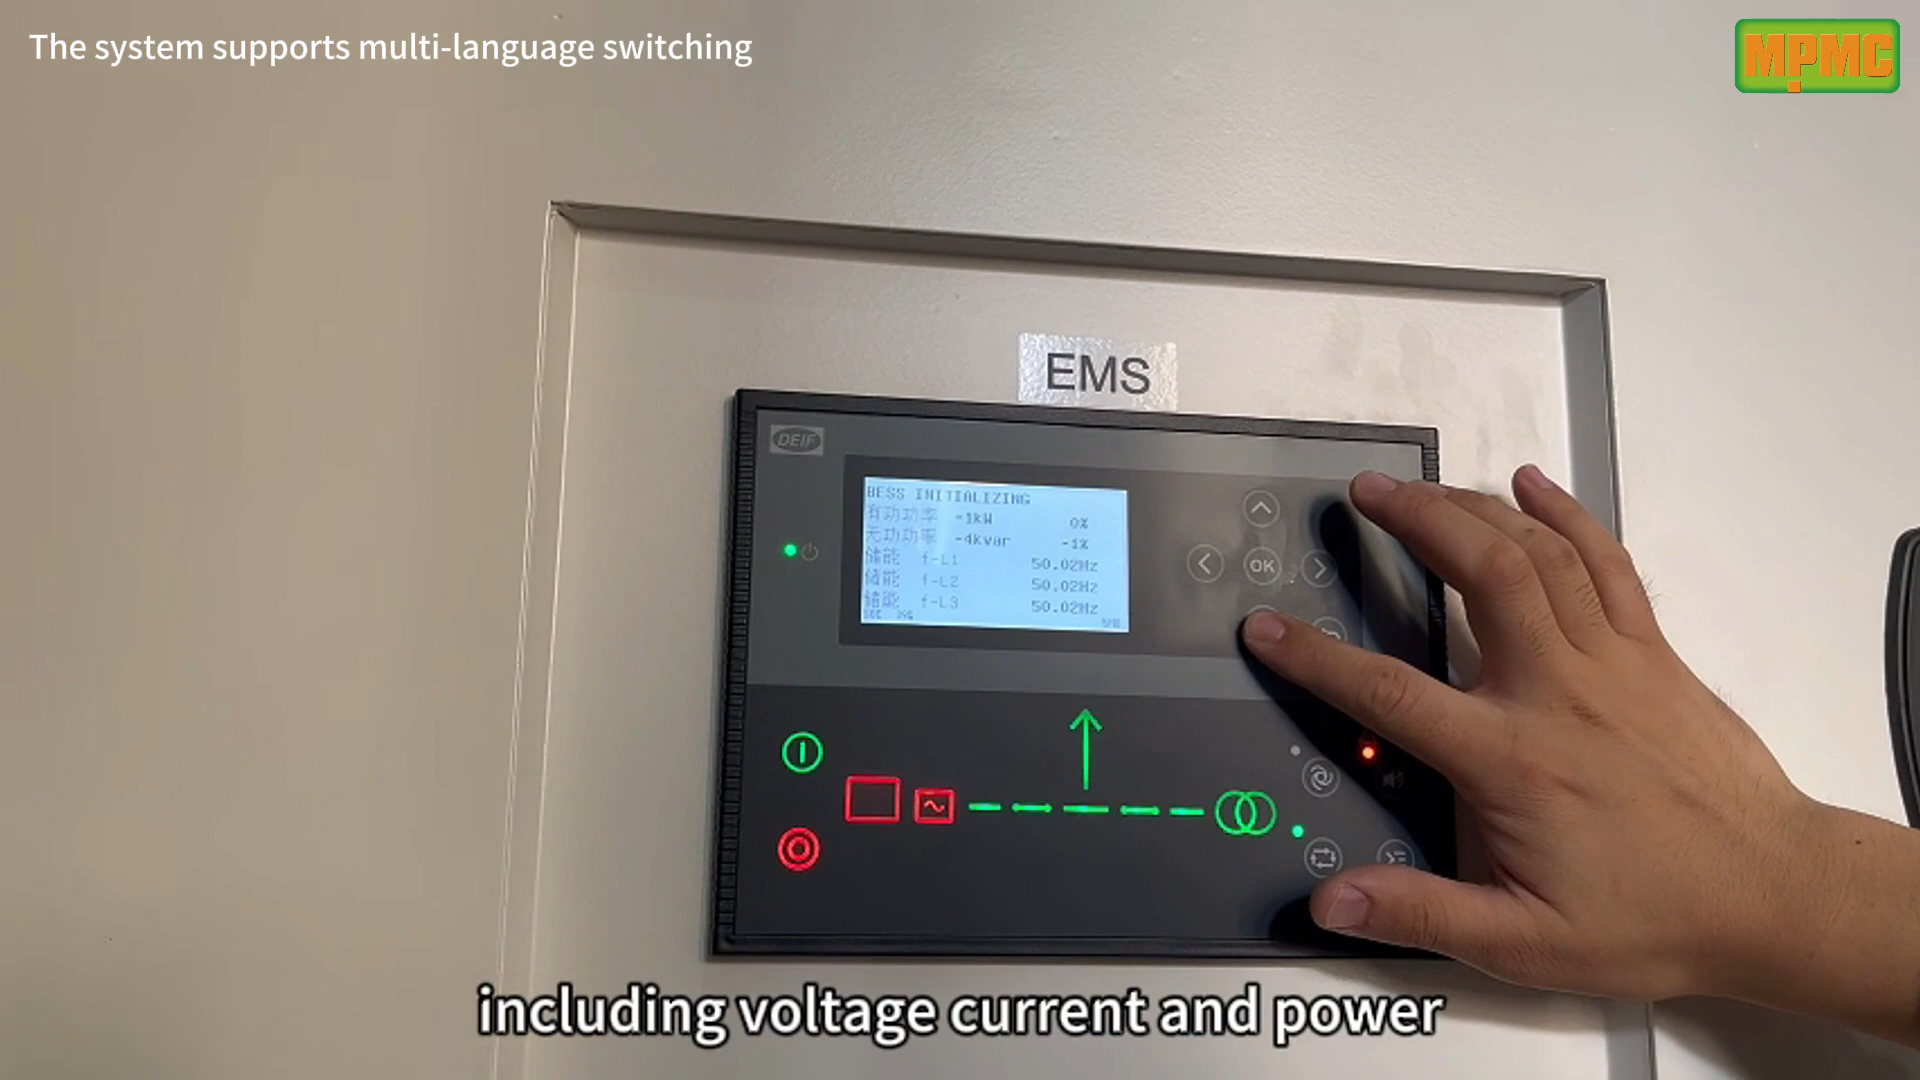 The system supports multi-language switching
MPMC
EMS
DEIF
BESS INITIALIZING
有功功率 -1kW 0%
无功功率 -4kvar -1%
储能 f-L1 50.02Hz
储能 f-L2 50.02Hz
储能 f-L3 50.02Hz
OK
including voltage current and power